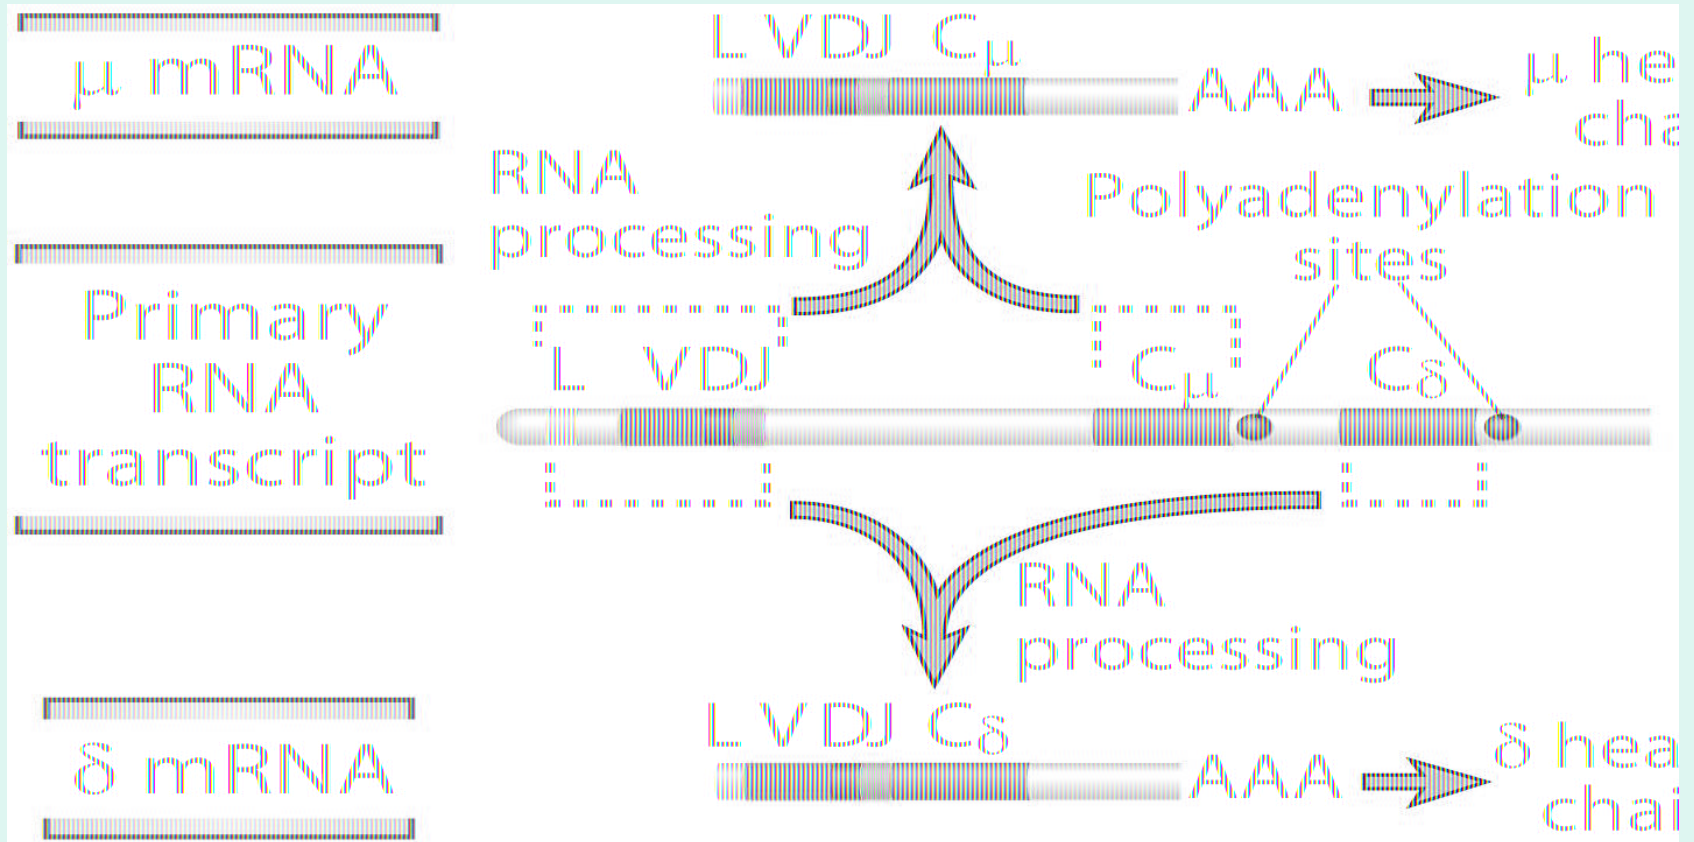 L VDJ Cμ
μ mRNA
AAA
μ he
cha
RNA
processing
Polyadenylation
sites
Primary
RNA
transcript
L VDJ
Cμ
Cδ
RNA
processing
L V DJ Cδ
δ mRNA
AAA
δ hea
chai